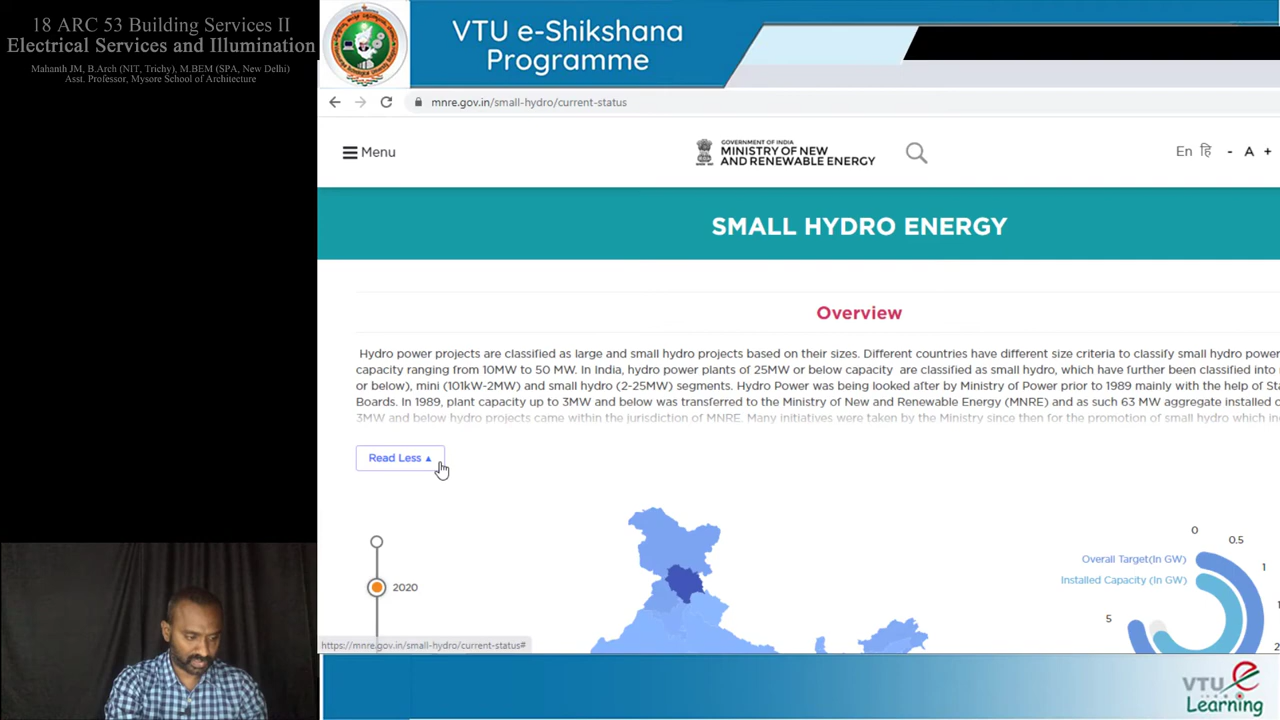 18 ARC 53 Building Services II
Electrical Services and Illumination
Mahanth JM, B.Arch (NIT, Trichy), M.BEM (SPA, New Delhi)
Asst. Professor, Mysore School of Architecture
VTU e-Shikshana
Programme
mnre.gov.in/small-hydro/current-status
Menu
GOVERNMENT OF INDIA
MINISTRY OF NEW
AND RENEWABLE ENERGY
En हि - A +
SMALL HYDRO ENERGY
Overview
Hydro power projects are classified as large and small hydro projects based on their sizes. Different countries have different size criteria to classify small hydro power
capacity ranging from 10MW to 50 MW. In India, hydro power plants of 25MW or below capacity are classified as small hydro, which have further been classified into
or below), mini (101kW-2MW) and small hydro (2-25MW) segments. Hydro Power was being looked after by Ministry of Power prior to 1989 mainly with the help of
Boards. In 1989, plant capacity up to 3MW and below was transferred to the Ministry of New and Renewable Energy (MNRE) and as such 63 MW aggregate installed
3MW and below hydro projects came within the jurisdiction of MNRE. Many initiatives were taken by the Ministry since then for the promotion of small hydro which
Read Less ▲
2020
0
0.5
Overall Target(In GW)
1
Installed Capacity (In GW)
5
https://mnre.gov.in/small-hydro/current-status#
VTU e
Learning